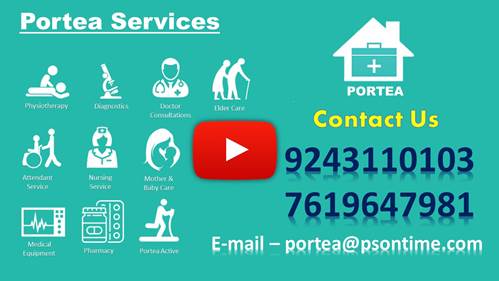 Portea Services
Physiotherapy
Diagnostics
Doctor
Consultations
Elder Care
Attendant
Service
Nursing
Service
Mother &
Baby Care
Medical
Equipment
Pharmacy
Portea Active
PORTEA
Contact Us
9243110103
7619647981
E-mail – portea@psontime.com